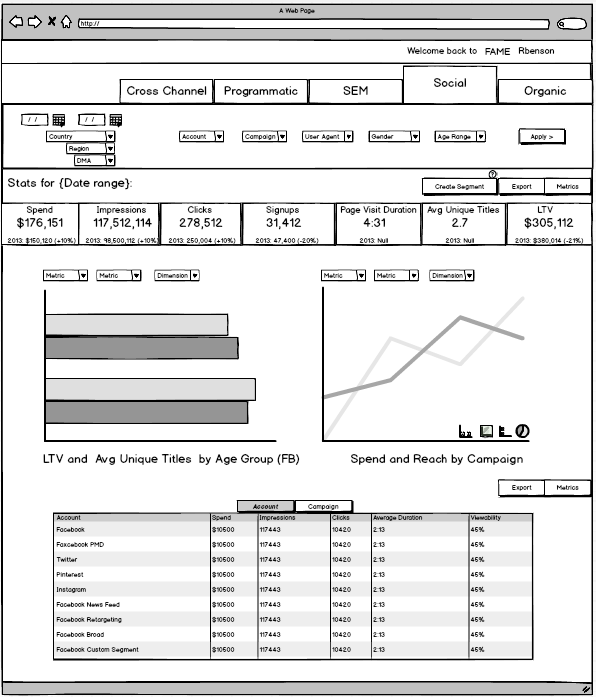 A Web Page
http://
Welcome back to FAME Rbenson
Cross Channel Programmatic SEM Social Organic
/ / / /
Country Account Campaign User Agent Gender Age Range Apply >
Region
DMA
Stats for {Date range}: Create Segment ? Export Metrics
Spend Impressions Clicks Signups Page Visit Duration Avg Unique Titles LTV
$176,151 117,512,114 278,512 31,412 4:31 2.7 $305,112
2013: $150,120 (+10%) 2013: 98,500,112 (+10%) 2013: 250,004 (+10%) 2013: 47,400 (-20%) 2013: Null 2013: Null 2013: $380,014 (-21%)
Metric Metric Dimension Metric Metric Dimension
LTV and Avg Unique Titles by Age Group (FB) Spend and Reach by Campaign
Export Metrics
Account Campaign
Account Spend Impressions Clicks Average Duration Viewability
Facebook $10500 117443 10420 2:13 45%
Faxcebook PMD $10500 117443 10420 2:13 45%
Twitter $10500 117443 10420 2:13 45%
Pinterest $10500 117443 10420 2:13 45%
Instagram $10500 117443 10420 2:13 45%
Facebook News Feed $10500 117443 10420 2:13 45%
Facebook Retargeting $10500 117443 10420 2:13 45%
Facebook Broad $10500 117443 10420 2:13 45%
Facebook Custom Segment $10500 117443 10420 2:13 45%